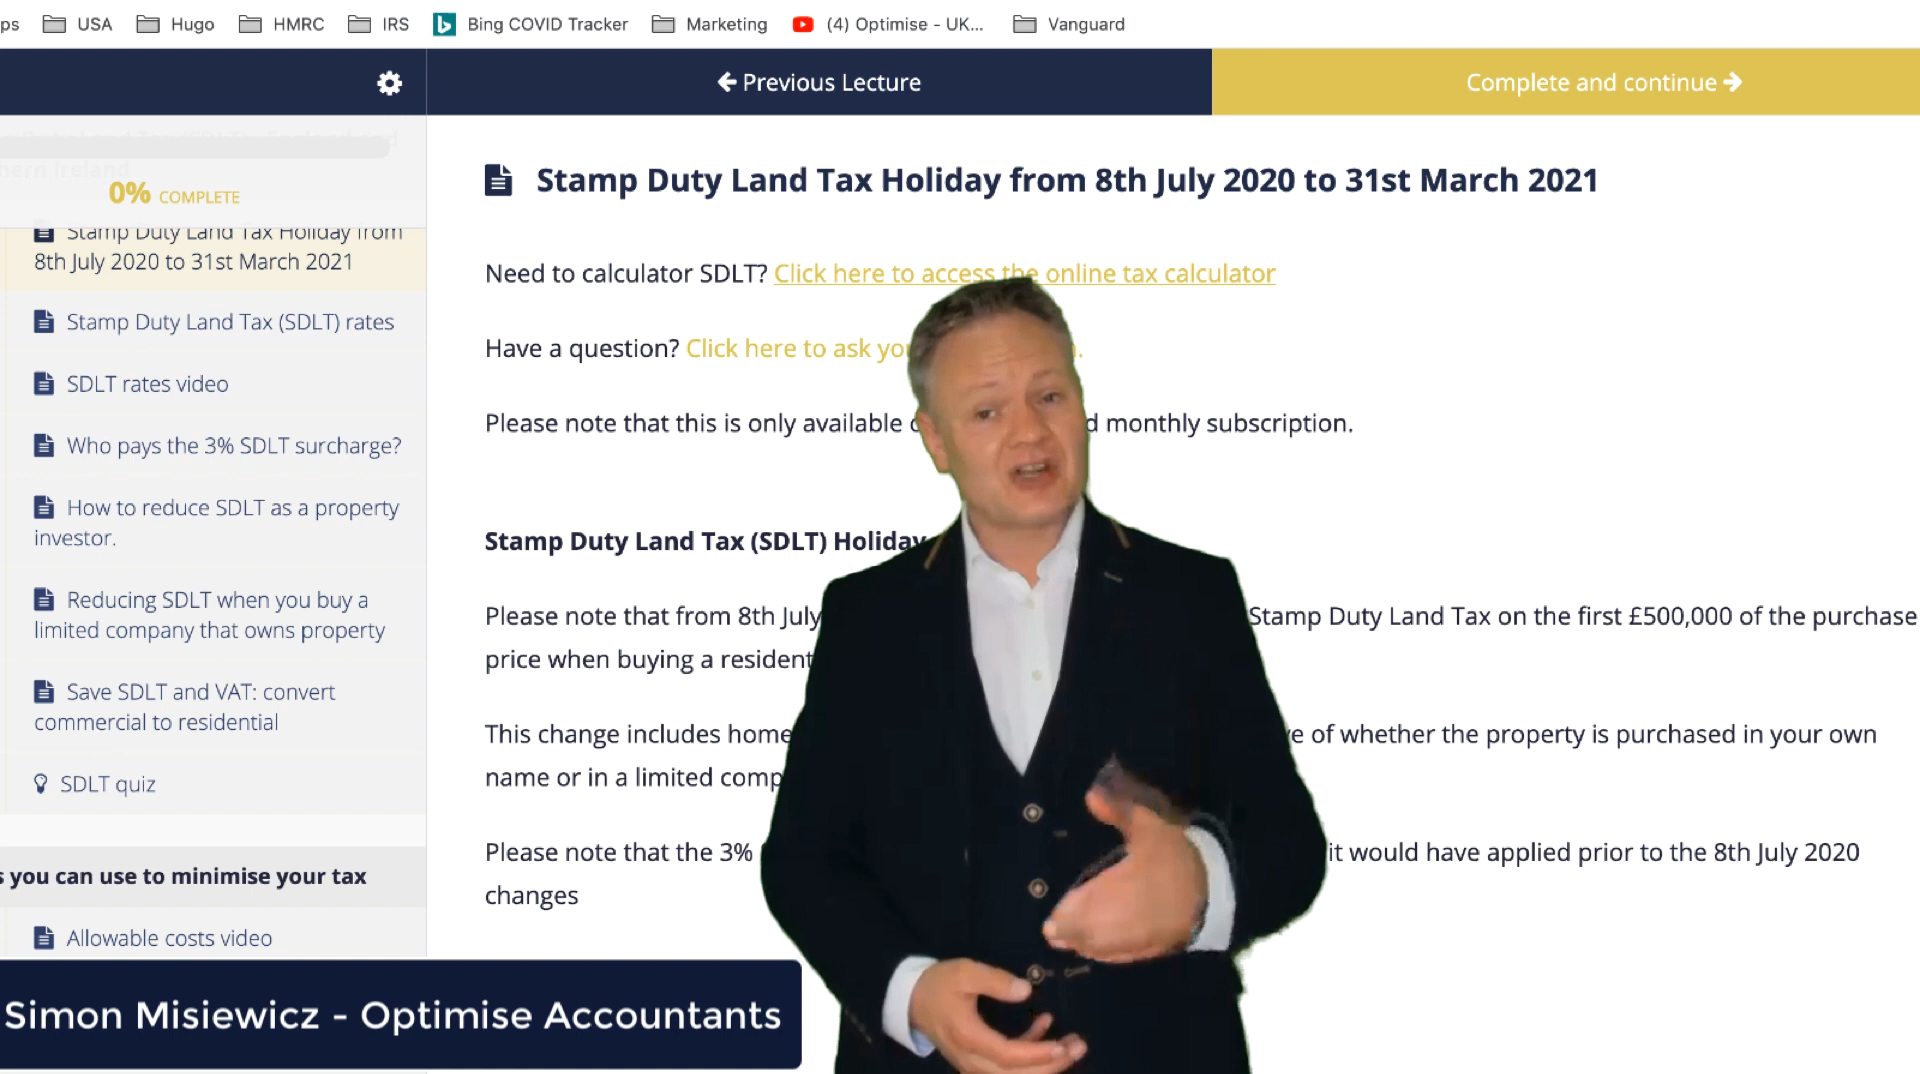 ps USA Hugo HMRC IRS Bing COVID Tracker Marketing (4) Optimise - UK... Vanguard
Previous Lecture
Complete and continue
0% COMPLETE
Stamp Duty Land Tax Holiday from
8th July 2020 to 31st March 2021
Stamp Duty Land Tax (SDLT) rates
SDLT rates video
Who pays the 3% SDLT surcharge?
How to reduce SDLT as a property
investor.
Reducing SDLT when you buy a
limited company that owns property
Save SDLT and VAT: convert
commercial to residential
SDLT quiz
s you can use to minimise your tax
Allowable costs video
Stamp Duty Land Tax Holiday from 8th July 2020 to 31st March 2021
Need to calculator SDLT? Click here to access the online tax calculator
Have a question? Click here to ask
Please note that this is only available monthly subscription.
Stamp Duty Land Tax (SDLT) Holiday
Please note that from 8th July Stamp Duty Land Tax on the first £500,000 of the purchase
price when buying a resident
This change includes home of whether the property is purchased in your own
name or in a limited comp
Please note that the 3% it would have applied prior to the 8th July 2020
changes
Simon Misiewicz - Optimise Accountants